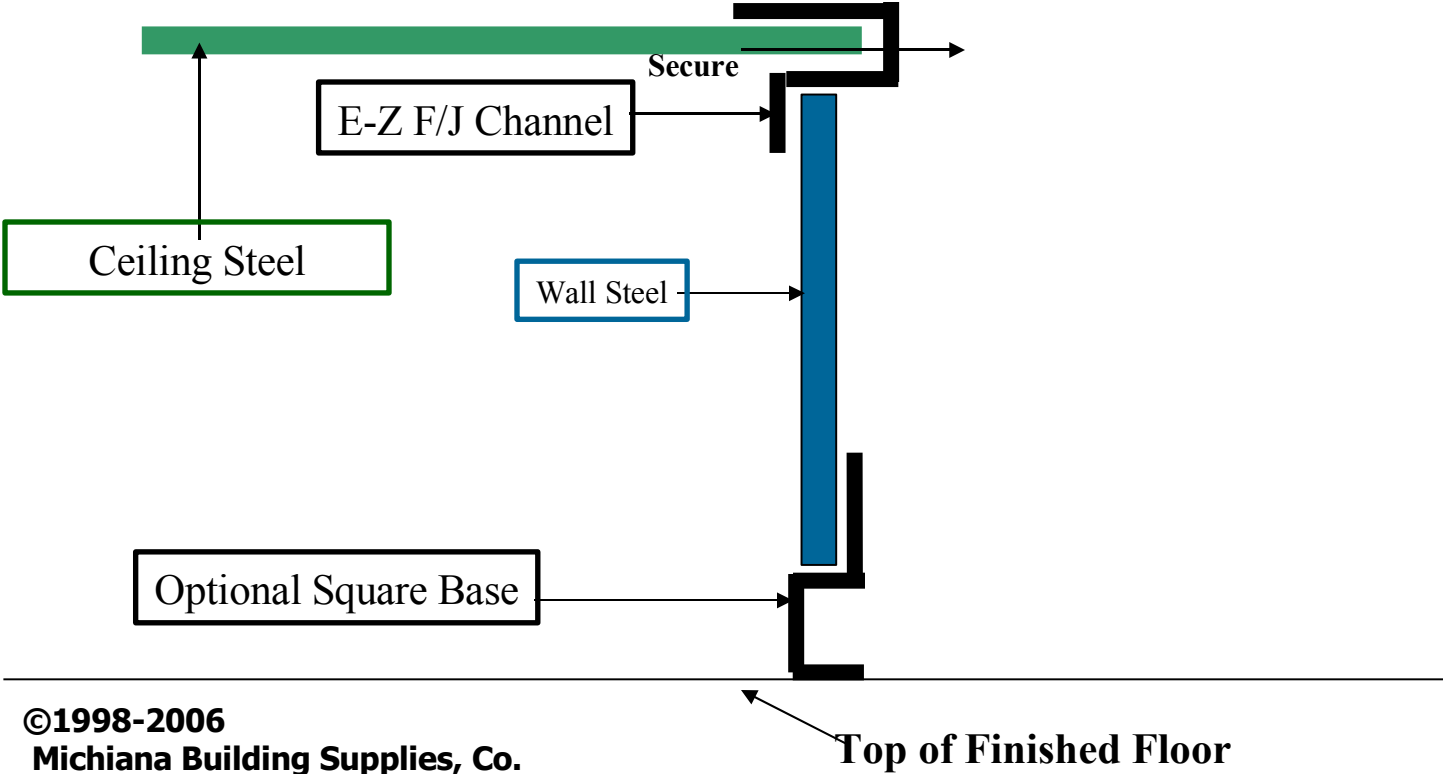 Secure
E-Z F/J Channel
Ceiling Steel
Wall Steel
Optional Square Base
©1998-2006
Michiana Building Supplies, Co.
Top of Finished Floor